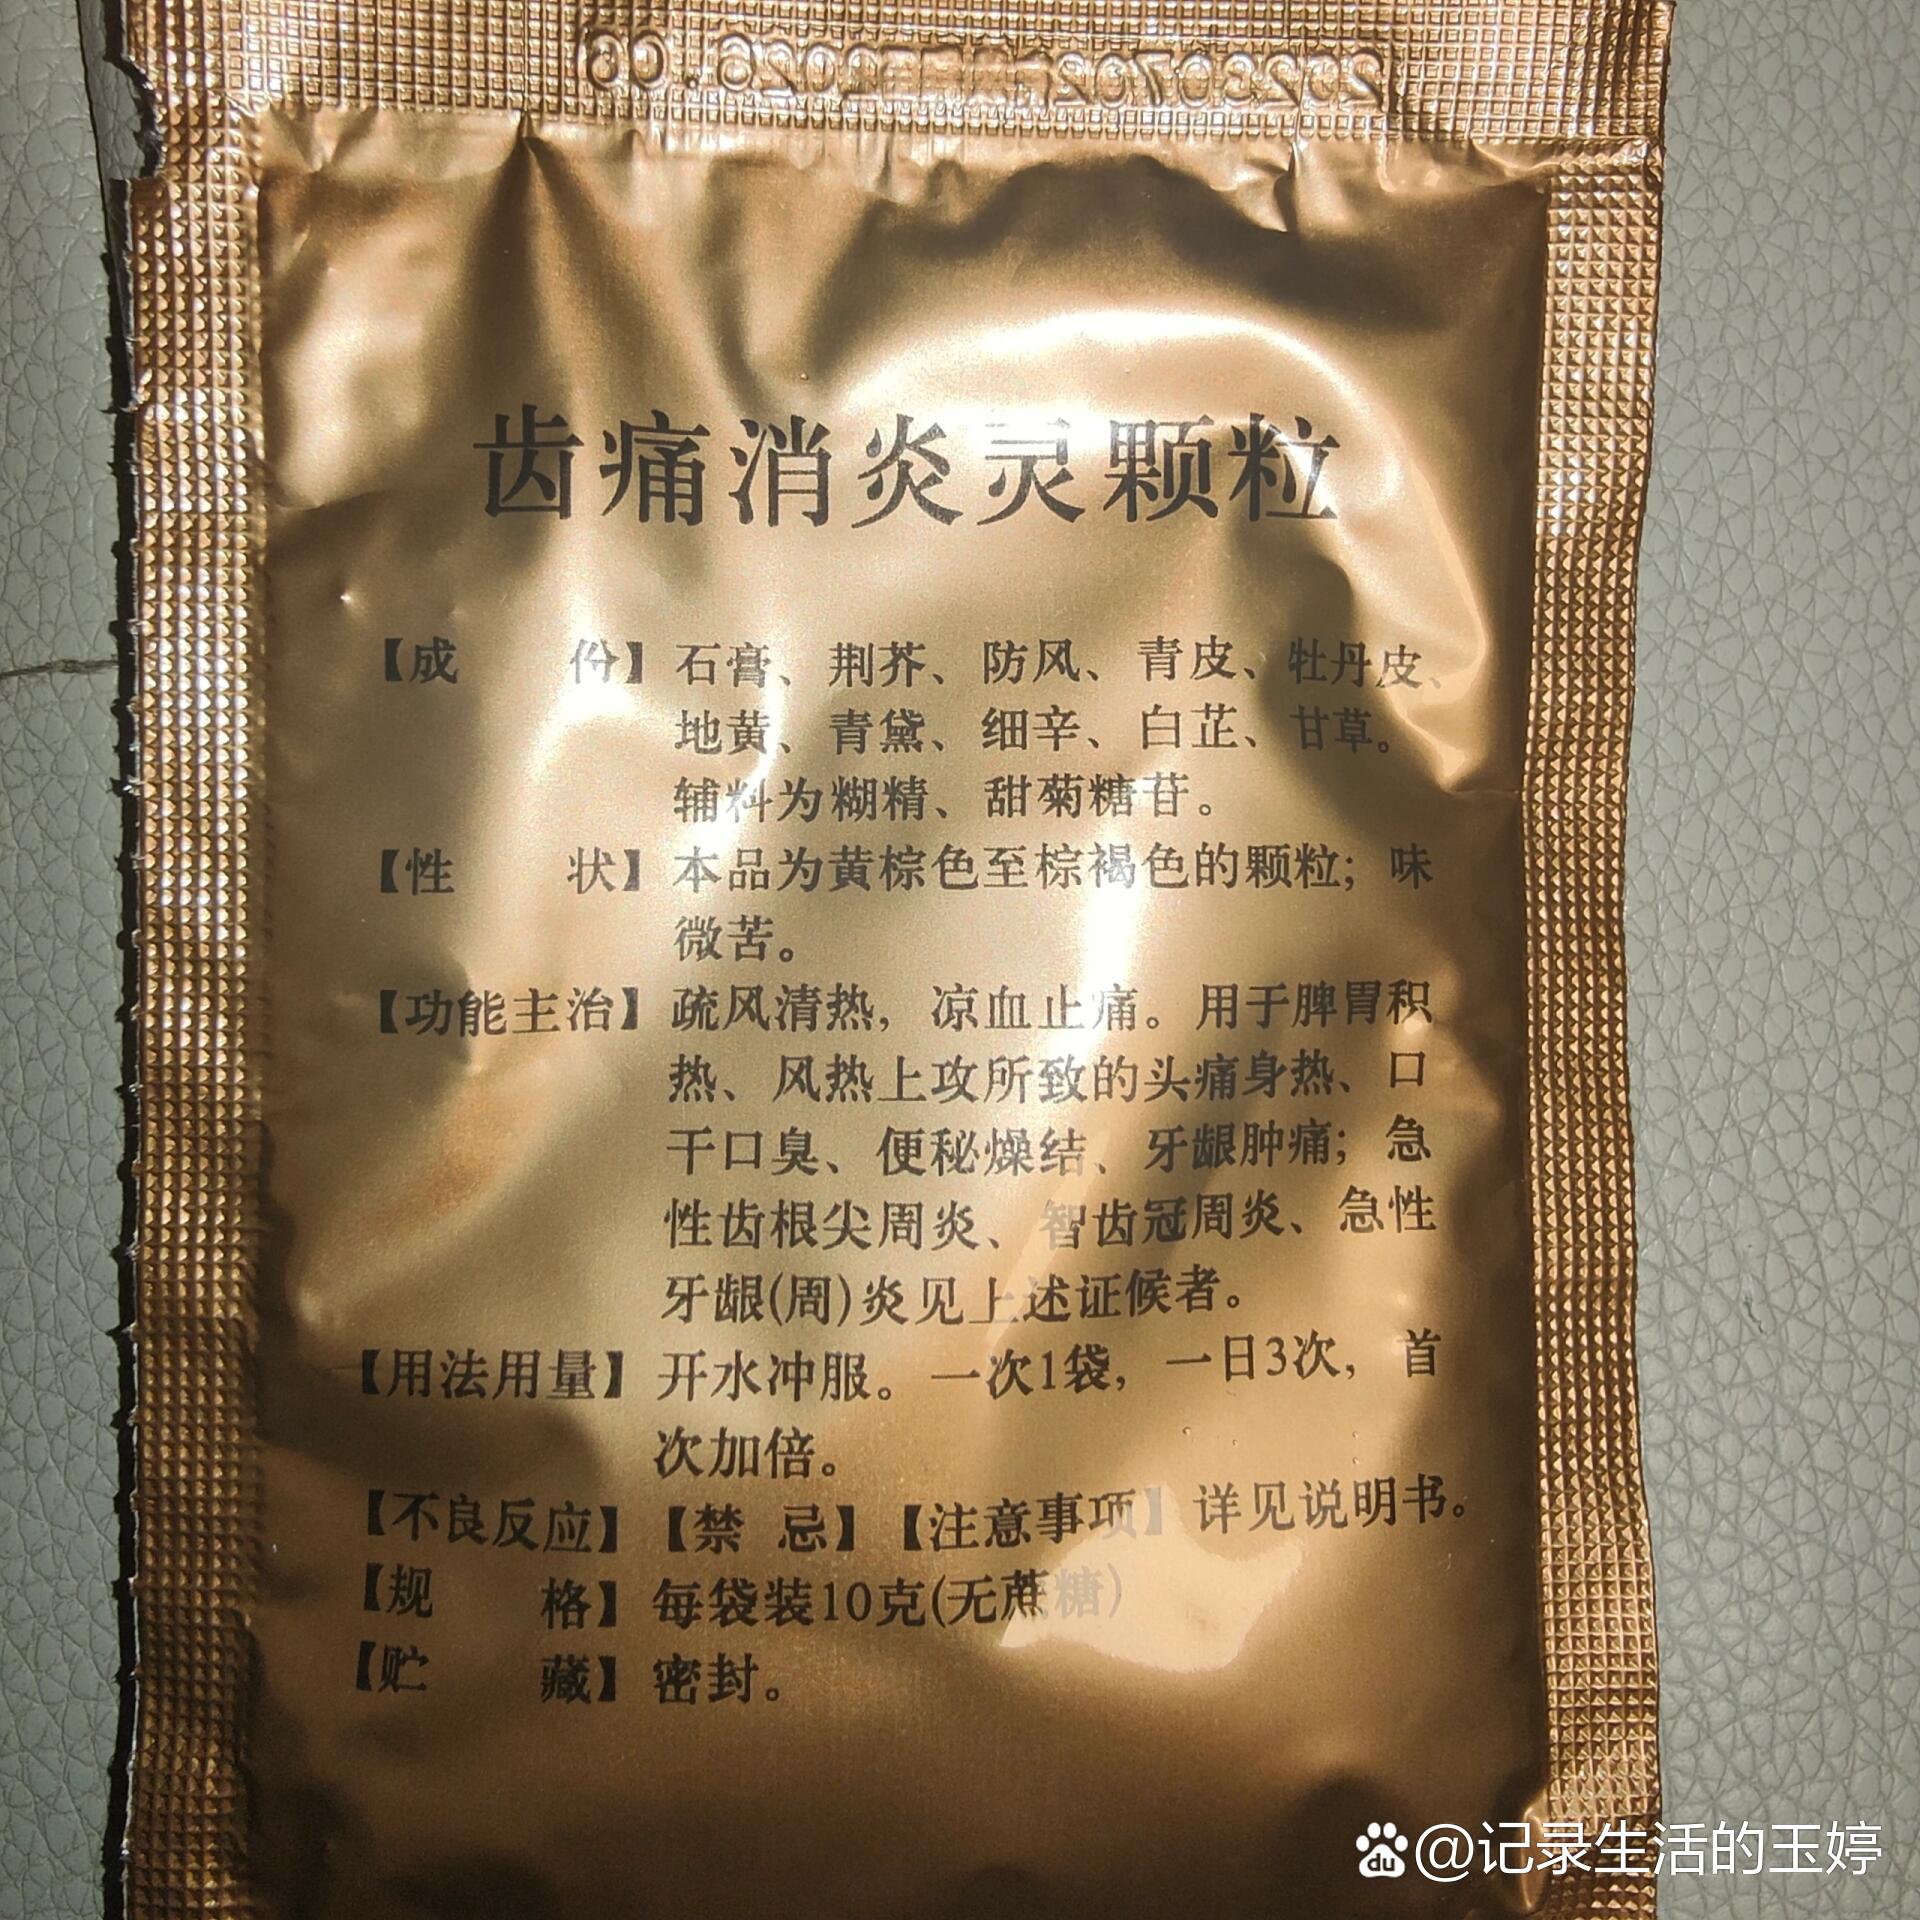 齿痛消炎灵颗粒
【成　份】石膏、荆芥、防风、青皮、牡丹皮、
地黄、青黛、细辛、白芷、甘草。
辅料为糊精、甜菊糖苷。
【性　状】本品为黄棕色至棕褐色的颗粒；味
微苦。
【功能主治】疏风清热，凉血止痛。用于脾胃积
热、风热上攻所致的头痛身热、口
干口臭、便秘燥结、牙龈肿痛；急
性齿根尖周炎、智齿冠周炎、急性
牙龈(周)炎见上述证候者。
【用法用量】开水冲服。一次1袋，一日3次，首
次加倍。
【不良反应】【禁 忌】【注意事项】详见说明书。
【规　格】每袋装10克(无蔗糖)
【贮　藏】密封。
du @记录生活的玉婷